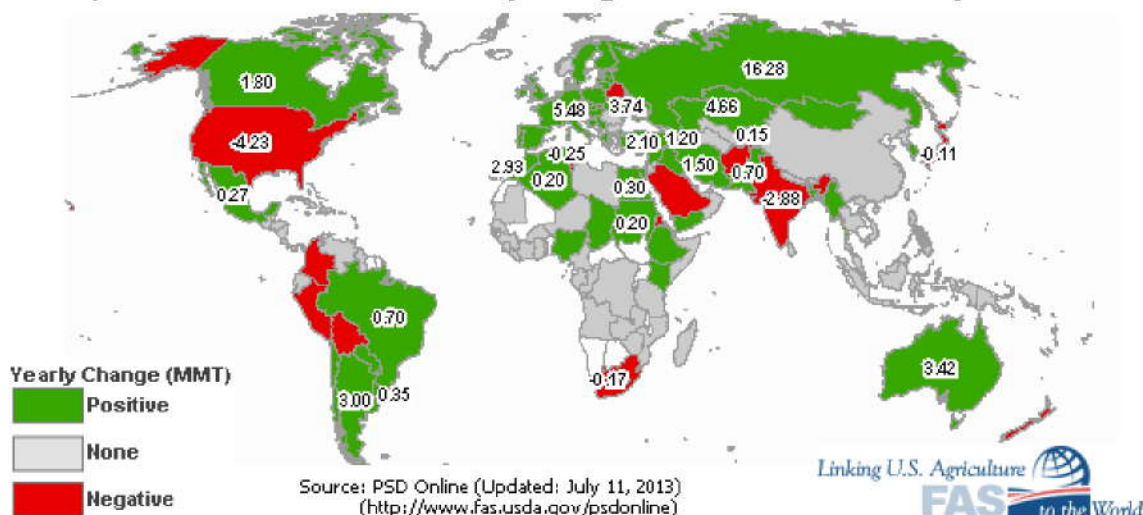 1.80
16.28
-4.23
5.48
3.74
4.66
2.10
1.20
0.15
-0.11
2.93
-0.25
1.50
0.70
0.27
0.20
0.30
-2.88
0.20
0.70
3.42
-0.17
3.00
0.35
Yearly Change (MMT)
Positive
None
Negative
Source: PSD Online (Updated: July 11, 2013)
(http://www.fas.usda.gov/psdonline)
Linking U.S. Agriculture
FAS
to the World